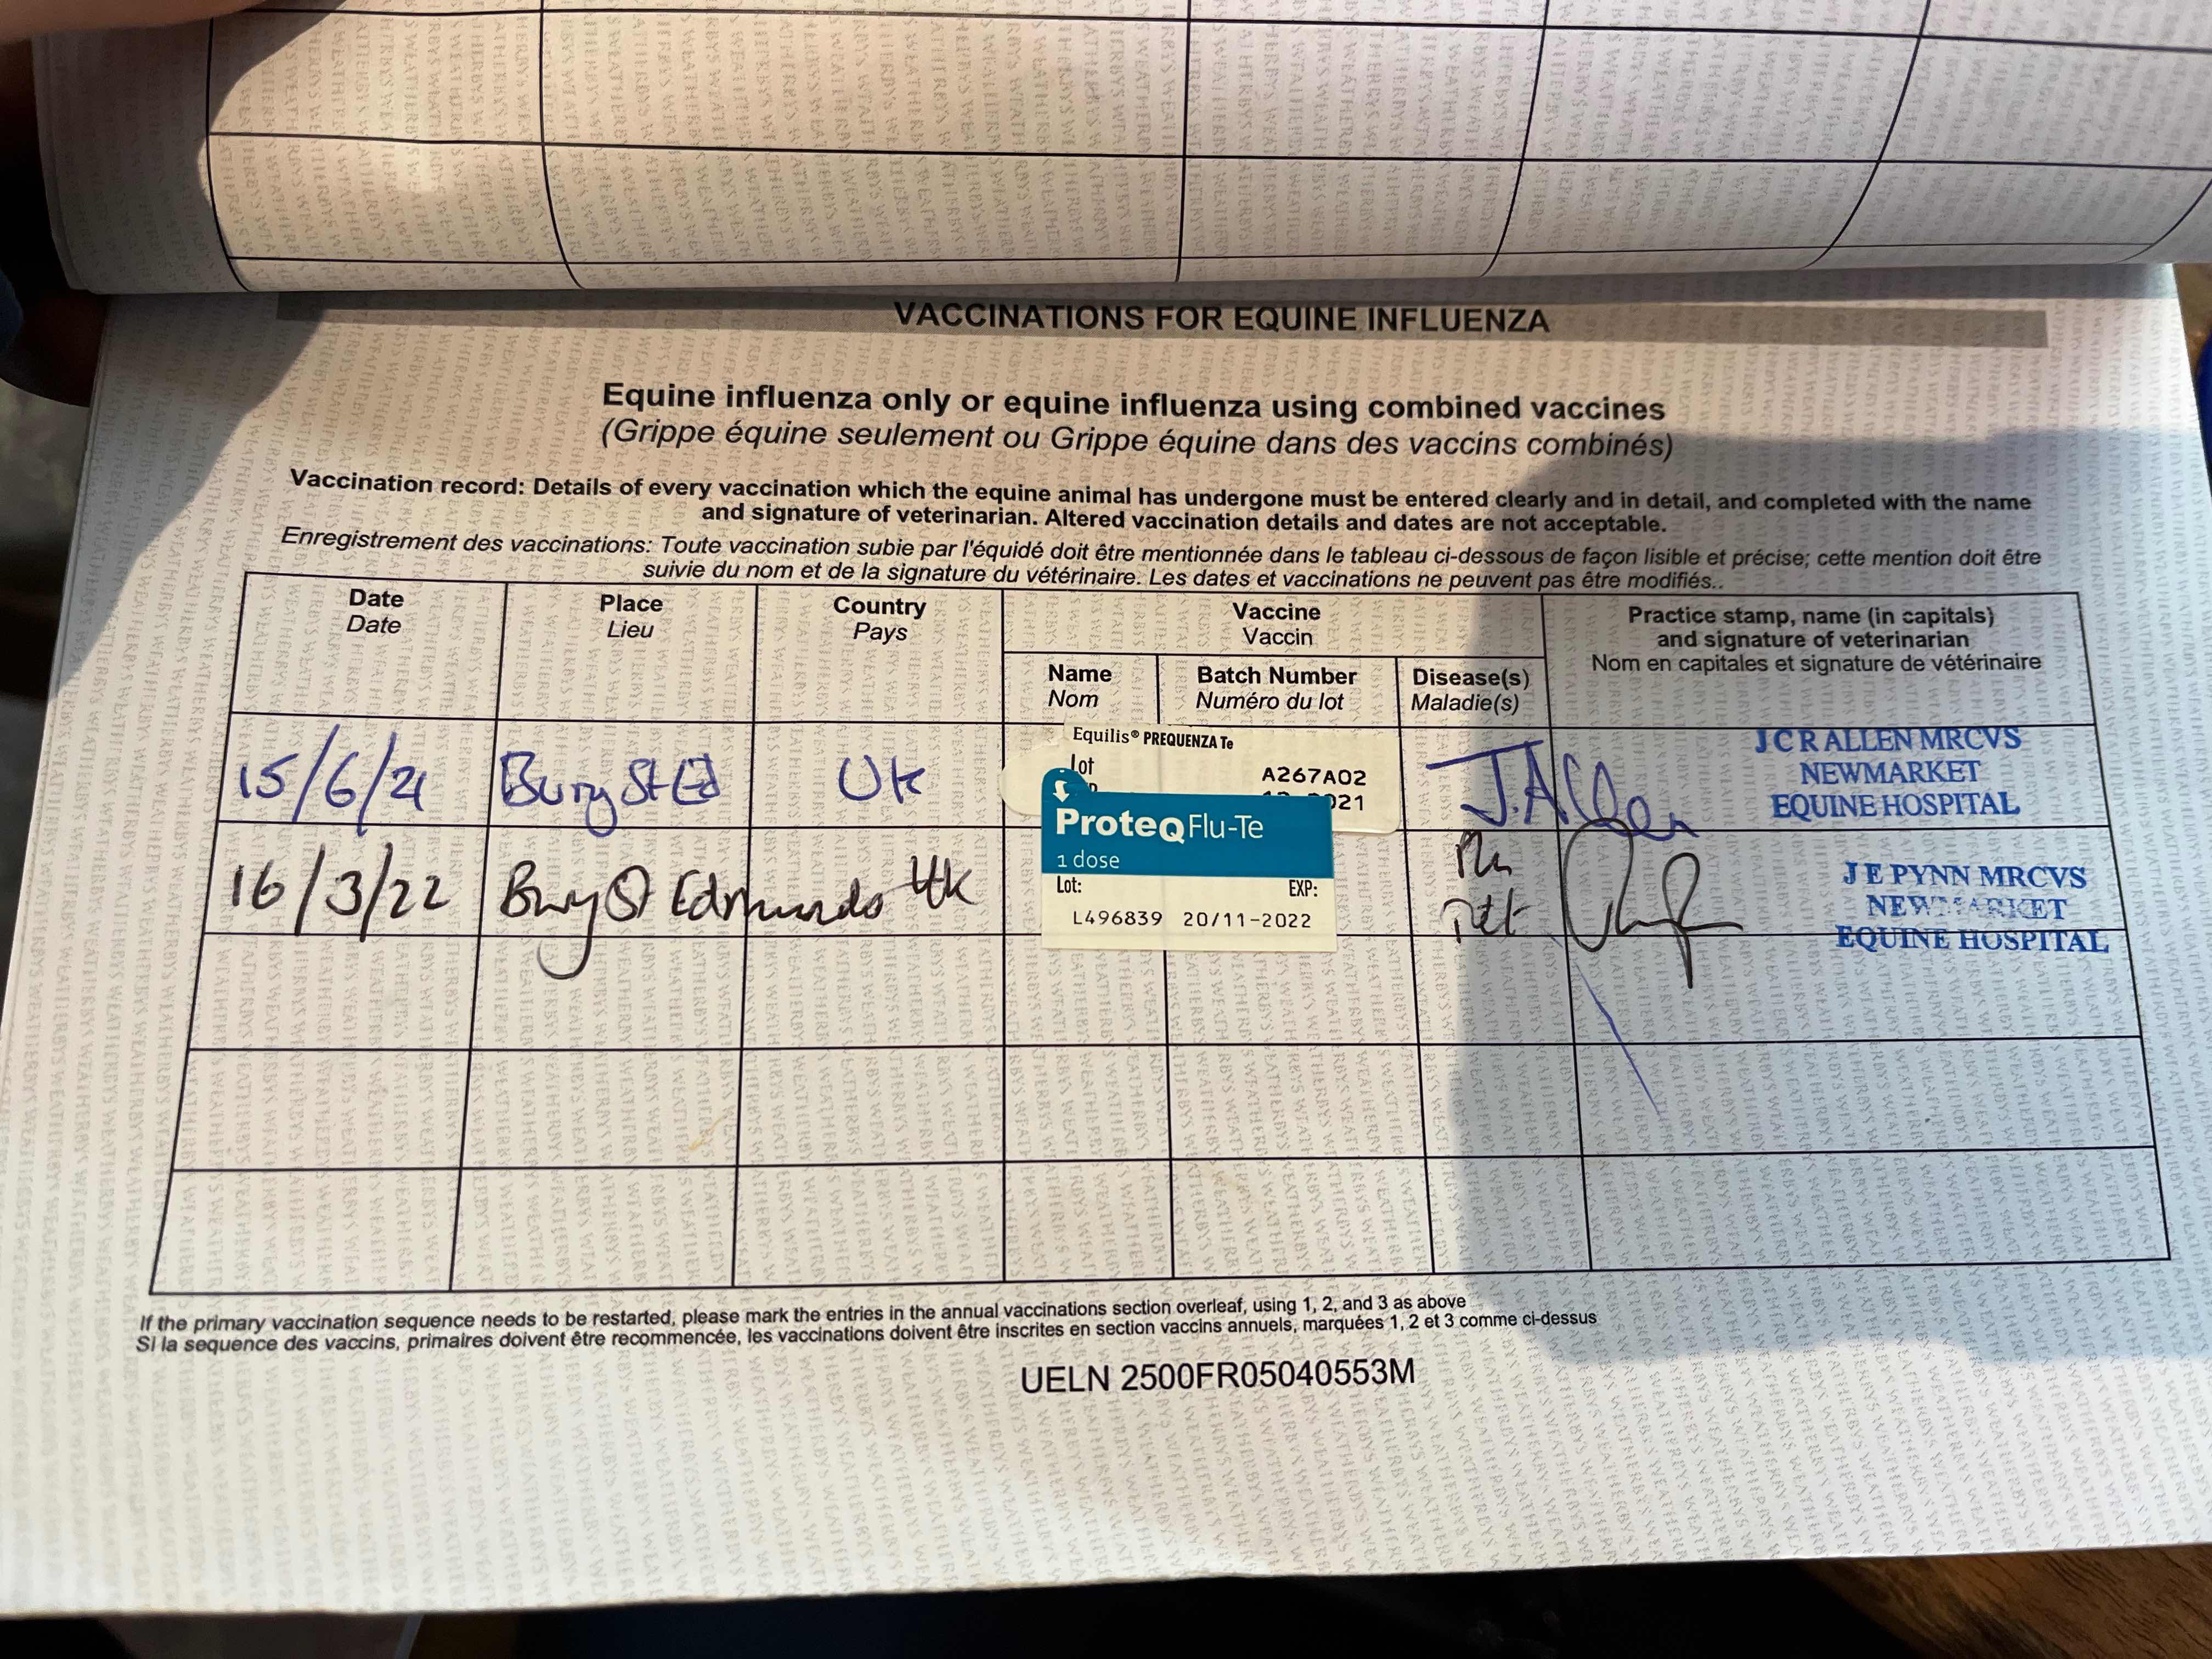 VACCINATIONS FOR EQUINE INFLUENZA
Equine influenza only or equine influenza using combined vaccines
(Grippe équine seulement ou Grippe équine dans des vaccins combinés)
Vaccination record: Details of every vaccination which the equine animal has undergone must be entered clearly and in detail, and completed with the name
and signature of veterinarian. Altered vaccination details and dates are not acceptable.
Enregistrement des vaccinations: Toute vaccination subie par l'équidé doit être mentionnée dans le tableau ci-dessous de façon lisible et précise; cette mention doit être
suivie du nom et de la signature du vétérinaire. Les dates et vaccinations ne peuvent pas être modifiés..
Date
Date
Place
Lieu
Country
Pays
Vaccine
Vaccin
Name
Nom
Batch Number
Numéro du lot
Disease(s)
Maladie(s)
Practice stamp, name (in capitals)
and signature of veterinarian
Nom en capitales et signature de vétérinaire
15/6/21
Bury St Ed
Uk
Equilis® PREQUENZA Te
Lot
A267A02
2021
J.Allen
J C R ALLEN MRCVS
NEWMARKET
EQUINE HOSPITAL
16/3/22
Bury St Edmunds
Uk
ProteqFlu-Te
1 dose
Lot:
EXP:
L496839 20/11-2022
Flu
Tet
J E PYNN MRCVS
NEWMARKET
EQUINE HOSPITAL
If the primary vaccination sequence needs to be restarted, please mark the entries in the annual vaccinations section overleaf, using 1, 2, and 3 as above
Si la sequence des vaccins, primaires doivent être recommencée, les vaccinations doivent être inscrites en section vaccins annuels, marquées 1, 2 et 3 comme ci-dessus
UELN 2500FR05040553M